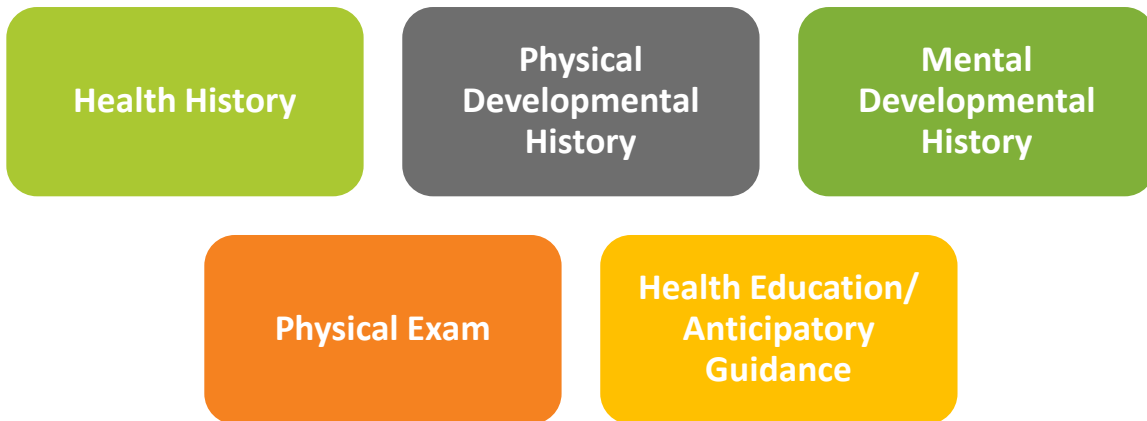 Health History
Physical
Developmental
History
Mental
Developmental
History
Physical Exam
Health Education/
Anticipatory
Guidance